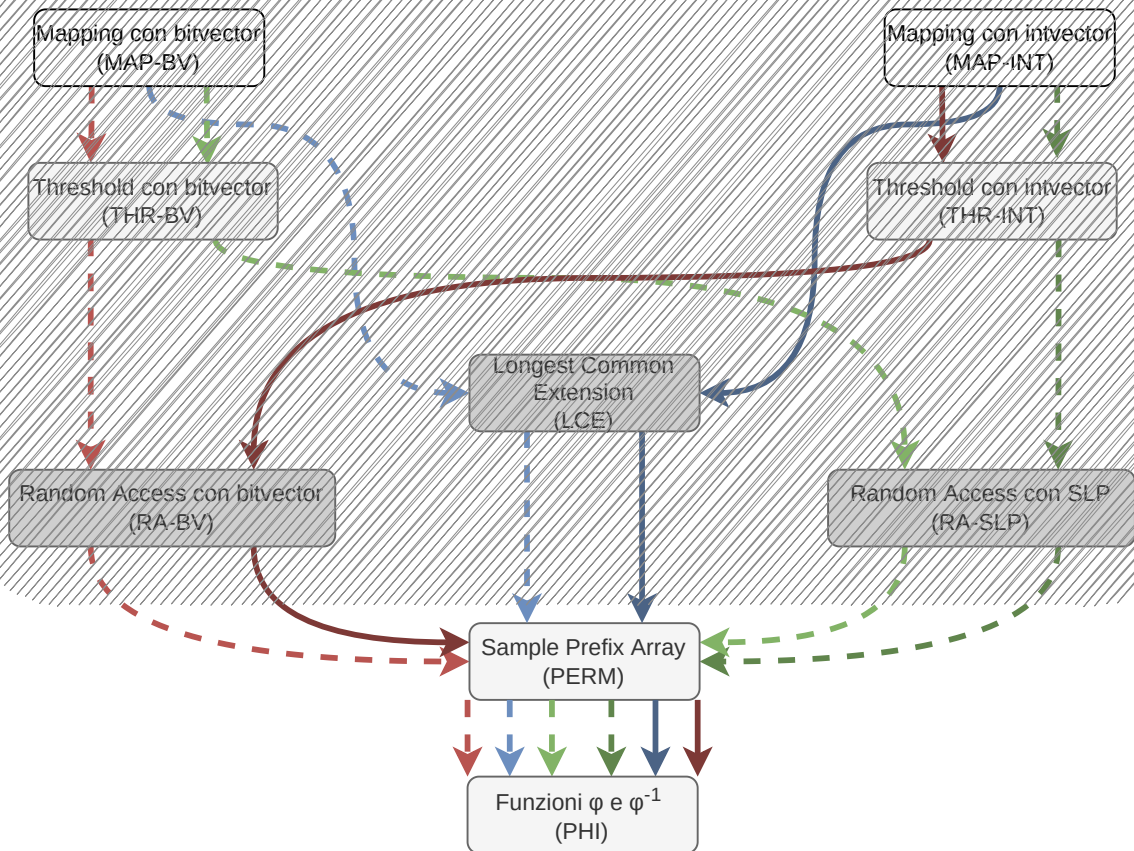 Mapping con bitvector
(MAP-BV)
Mapping con intvector
(MAP-INT)
Threshold con bitvector
(THR-BV)
Threshold con intvector
(THR-INT)
Longest Common
Extension
(LCE)
Random Access con bitvector
(RA-BV)
Random Access con SLP
(RA-SLP)
Sample Prefix Array
(PERM)
Funzioni φ e φ⁻¹
(PHI)